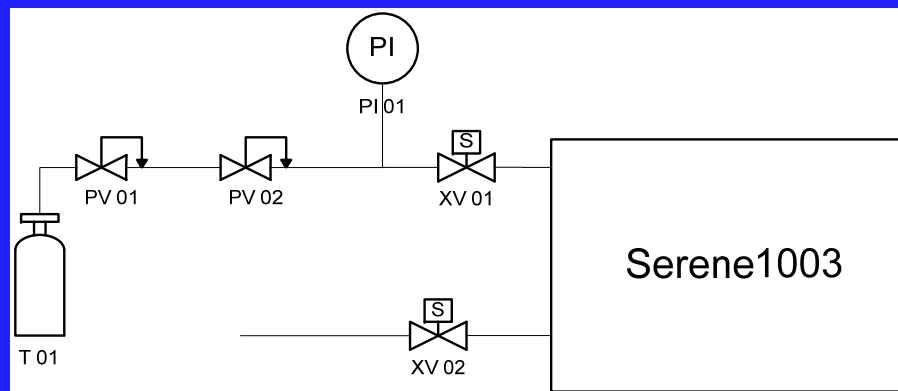 PI
PI 01
S
PV 01
PV 02
XV 01
Serene1003
S
T 01
XV 02